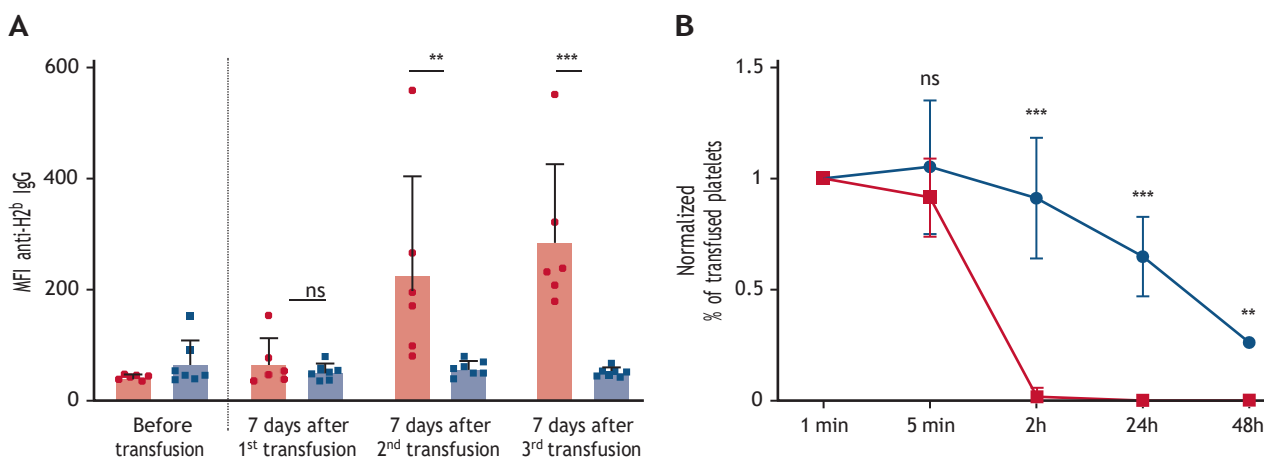 A
MFI anti-H2ᵇ IgG
600
400
200
0
ns
**
***
Before
transfusion
7 days after
1ˢᵗ transfusion
7 days after
2ⁿᵈ transfusion
7 days after
3ʳᵈ transfusion
B
Normalized
% of transfused platelets
1.5
1
0.5
0
ns
***
***
**
1 min
5 min
2h
24h
48h